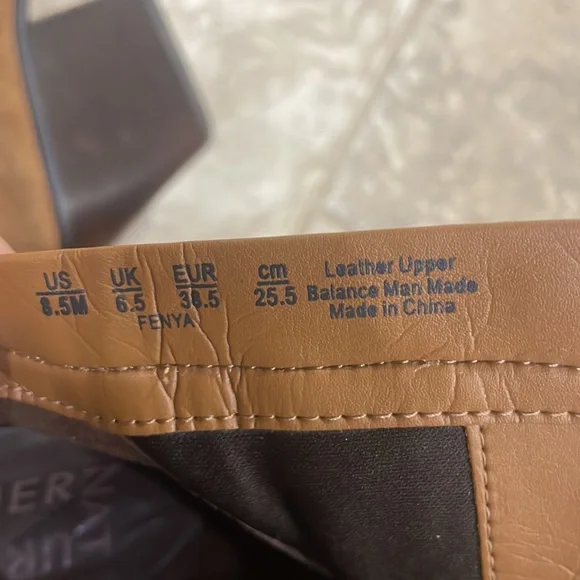 US UK EUR cm
8.5M 6.5 38.5 25.5
FENYA
Leather Upper
Balance Man Made
Made in China